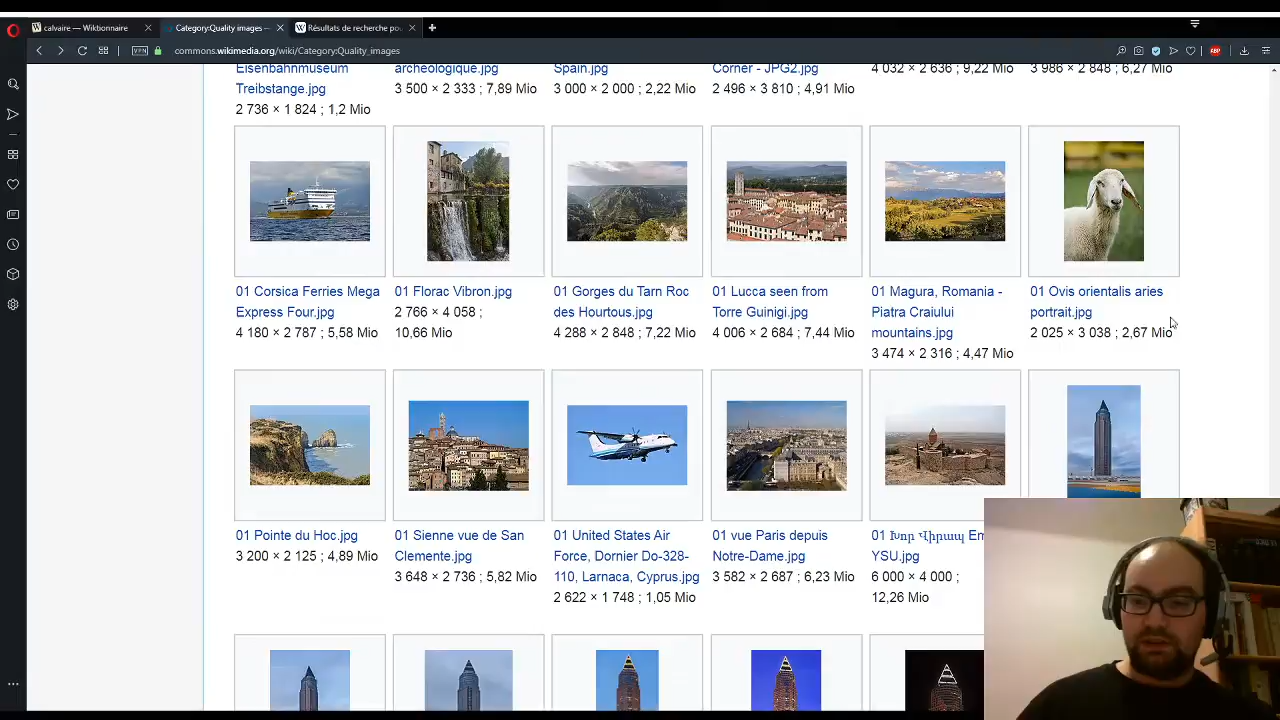 calvaire — Wiktionnaire
Category:Quality images –
Résultats de recherche pou
VPN
commons.wikimedia.org/wiki/Category:Quality_images
ABP
Eisenbahnmuseum
Treibstange.jpg
2 736 × 1 824 ; 1,2 Mio
archeologique.jpg
3 500 × 2 333 ; 7,89 Mio
Spain.jpg
3 000 × 2 000 ; 2,22 Mio
Corner - JPG2.jpg
2 496 × 3 810 ; 4,91 Mio
4 032 × 2 636 ; 9,22 Mio
3 986 × 2 848 ; 6,27 Mio
01 Corsica Ferries Mega
Express Four.jpg
4 180 × 2 787 ; 5,58 Mio
01 Florac Vibron.jpg
2 766 × 4 058 ;
10,66 Mio
01 Gorges du Tarn Roc
des Hourtous.jpg
4 288 × 2 848 ; 7,22 Mio
01 Lucca seen from
Torre Guinigi.jpg
4 006 × 2 684 ; 7,44 Mio
01 Magura, Romania -
Piatra Craiului
mountains.jpg
3 474 × 2 316 ; 4,47 Mio
01 Ovis orientalis aries
portrait.jpg
2 025 × 3 038 ; 2,67 Mio
01 Pointe du Hoc.jpg
3 200 × 2 125 ; 4,89 Mio
01 Sienne vue de San
Clemente.jpg
3 648 × 2 736 ; 5,82 Mio
01 United States Air
Force, Dornier Do-328-
110, Larnaca, Cyprus.jpg
2 622 × 1 748 ; 1,05 Mio
01 vue Paris depuis
Notre-Dame.jpg
3 582 × 2 687 ; 6,23 Mio
01 Խոր Վիրապ Em
YSU.jpg
6 000 × 4 000 ;
12,26 Mio